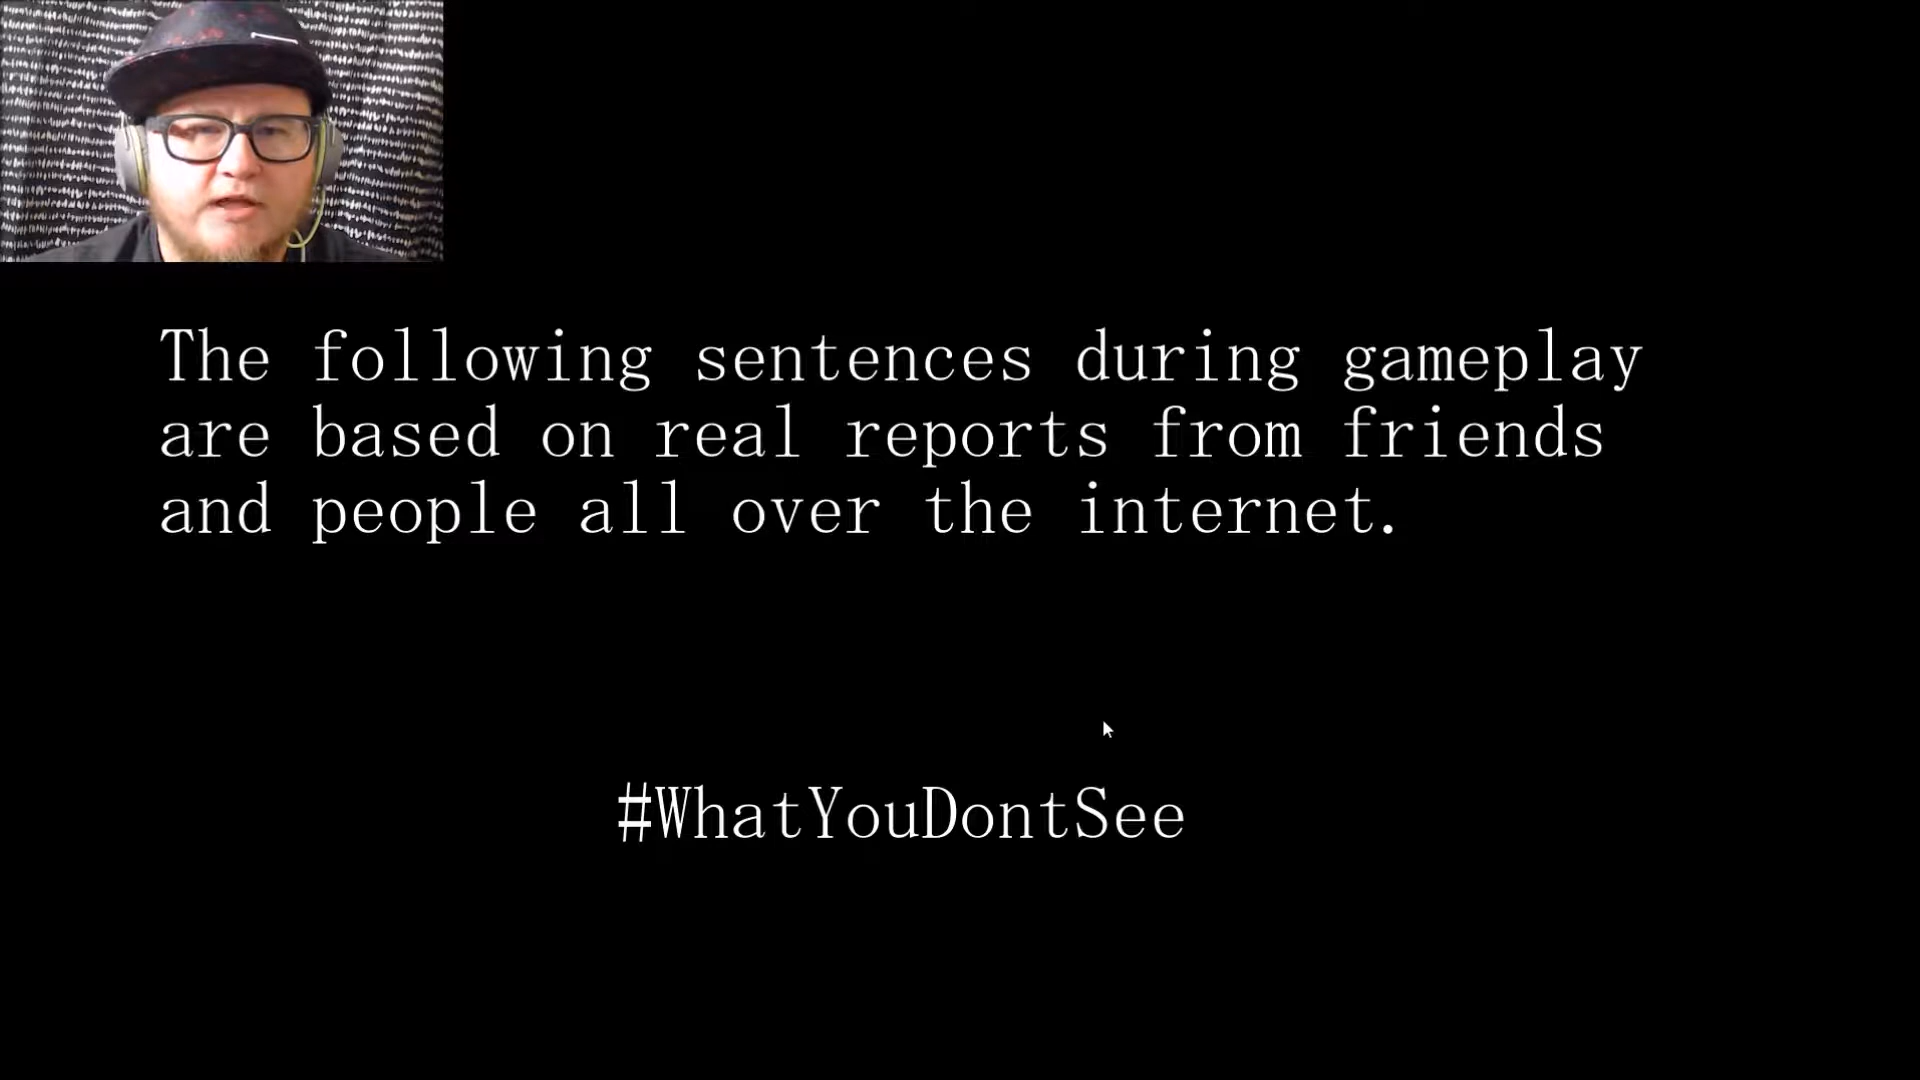 The following sentences during gameplay
are based on real reports from friends
and people all over the internet.
#WhatYouDontSee